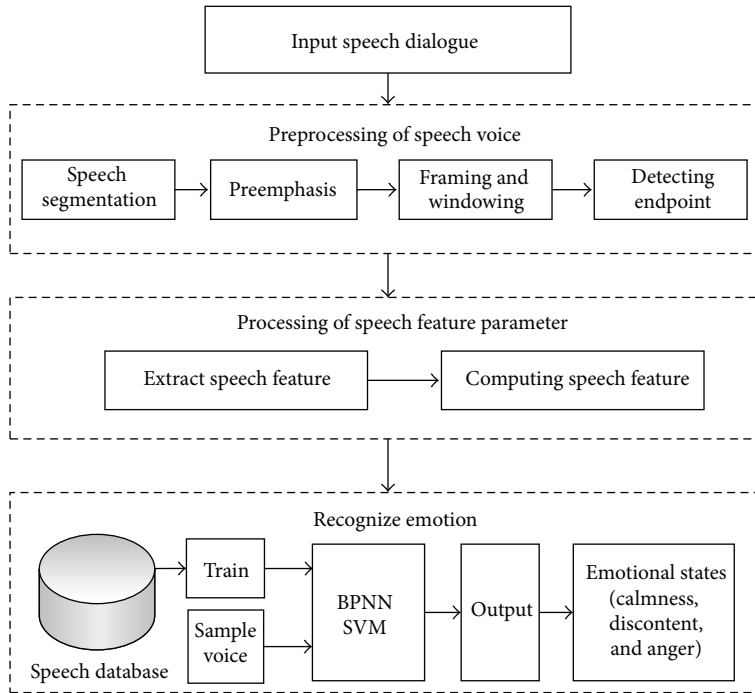 Input speech dialogue
Preprocessing of speech voice
Speech
segmentation
Preemphasis
Framing and
windowing
Detecting
endpoint
Processing of speech feature parameter
Extract speech feature
Computing speech feature
Recognize emotion
Speech database
Train
Sample
voice
BPNN
SVM
Output
Emotional states
(calmness,
discontent,
and anger)